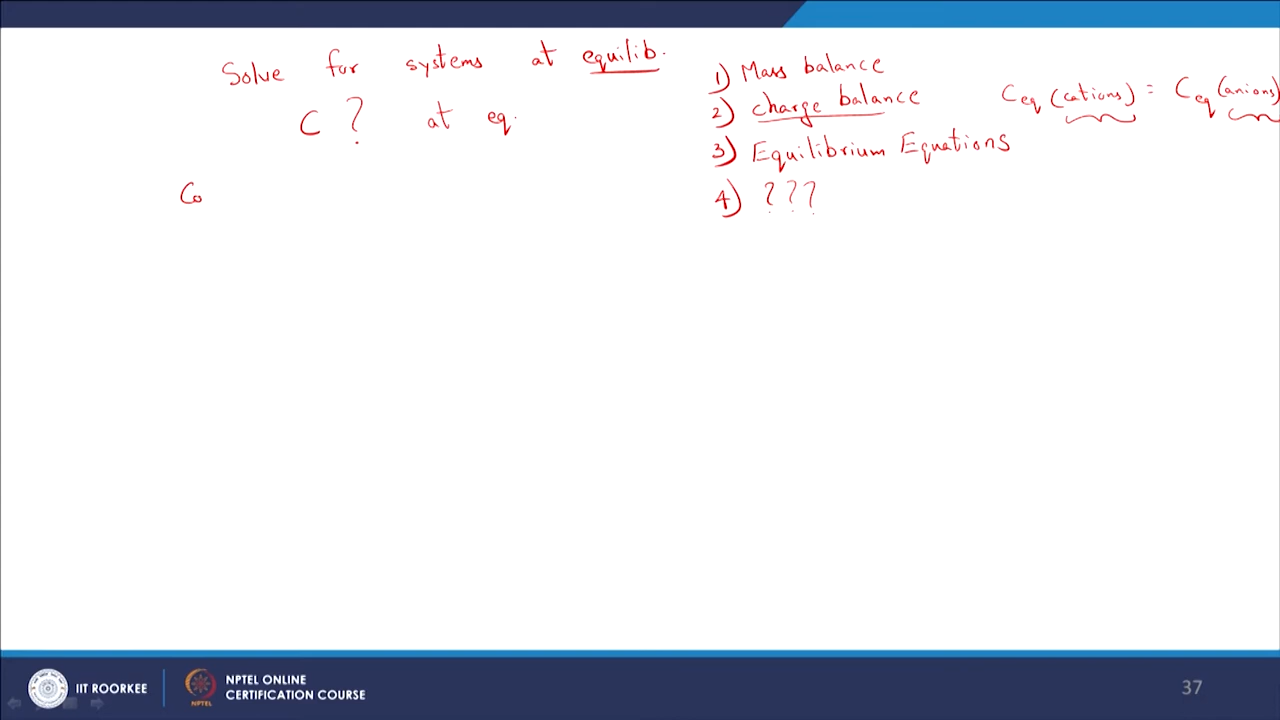 Solve for systems at equilib.
C ? at eq.
Co
1) Mass balance
2) charge balance
3) Equilibrium Equations
4) ???
Ceq (cations) = Ceq (anions)
IIT ROORKEE
NPTEL ONLINE
CERTIFICATION COURSE
37